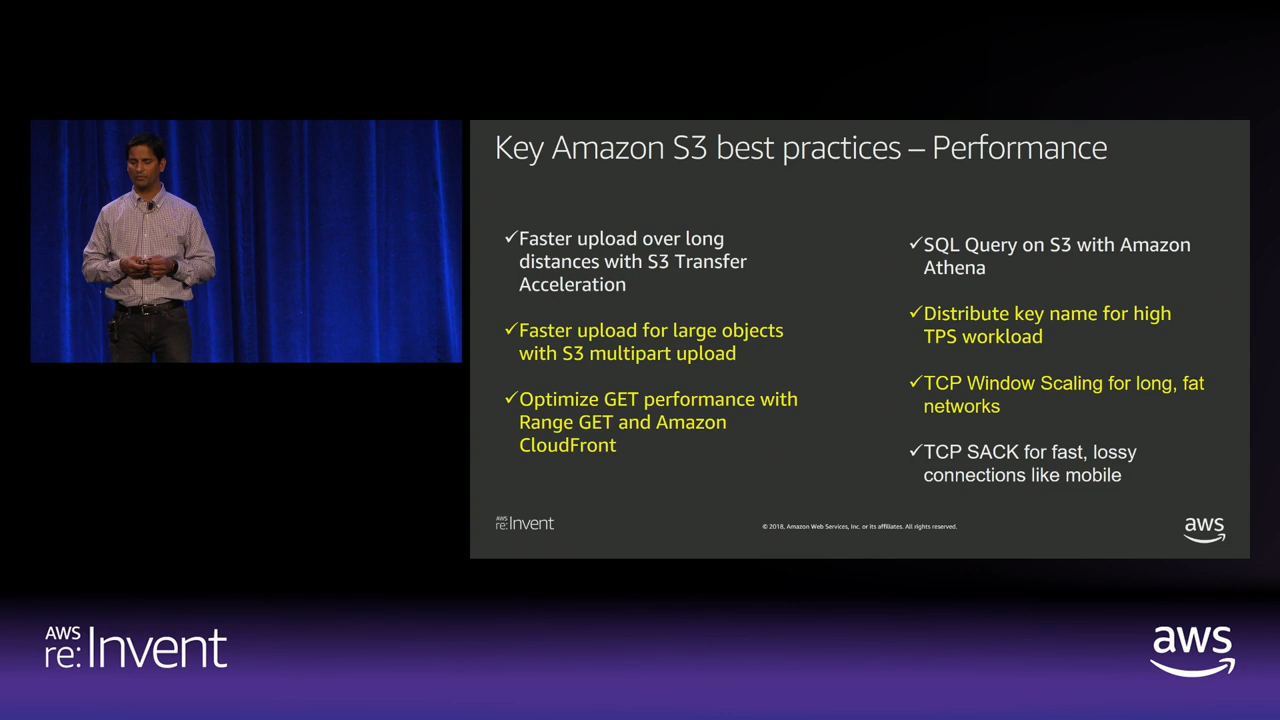 Key Amazon S3 best practices – Performance
✓Faster upload over long
distances with S3 Transfer
Acceleration
✓Faster upload for large objects
with S3 multipart upload
✓Optimize GET performance with
Range GET and Amazon
CloudFront
✓SQL Query on S3 with Amazon
Athena
✓Distribute key name for high
TPS workload
✓TCP Window Scaling for long, fat
networks
✓TCP SACK for fast, lossy
connections like mobile
AWS
re:Invent
© 2018, Amazon Web Services, Inc. or its affiliates. All rights reserved.
aws
AWS
re:Invent
aws